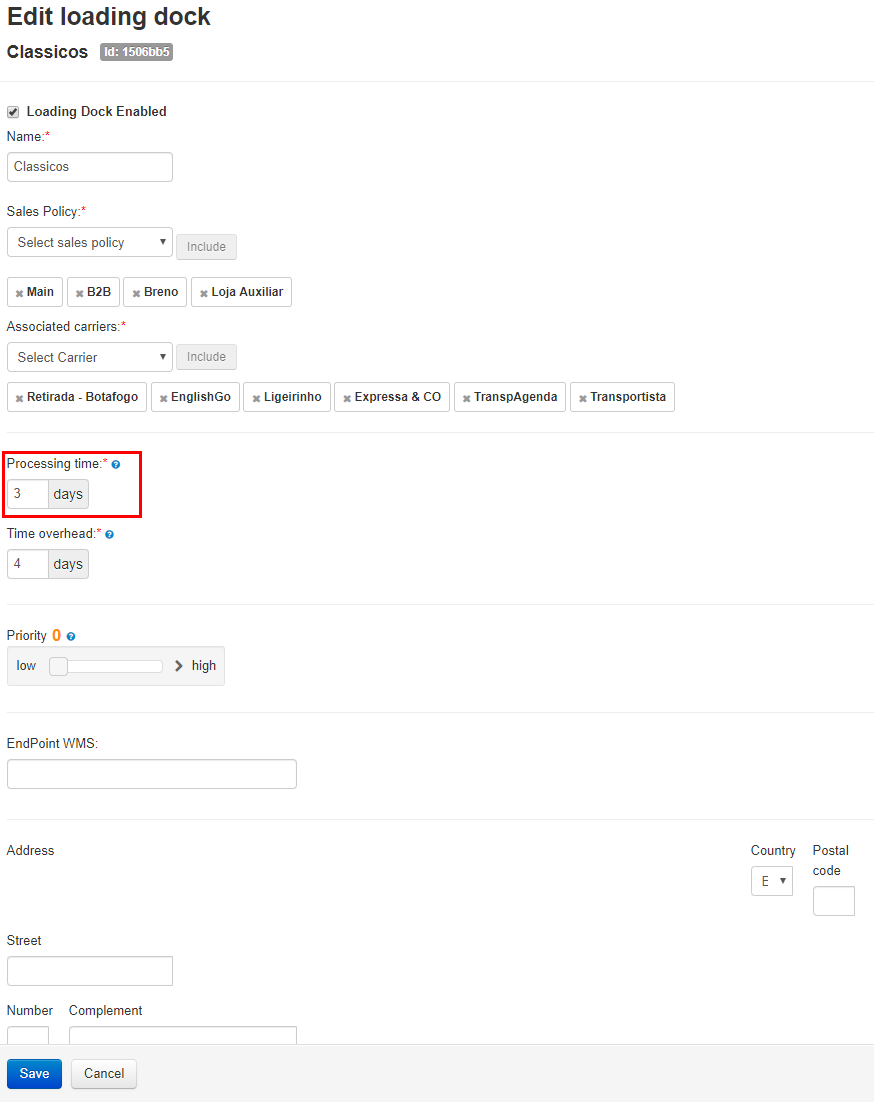 Edit loading dock
Classicos Id: 1506bb5
Loading Dock Enabled
Name:*
Classicos
Sales Policy:*
Select sales policy Include
Main B2B Breno Loja Auxiliar
Associated carriers:*
Select Carrier Include
Retirada - Botafogo EnglishGo Ligeirinho Expressa & CO TranspAgenda Transportista
Processing time:* ?
3 days
Time overhead:* ?
4 days
Priority 0 ?
low high
EndPoint WMS:
Address
Country
E
Postal
code
Street
Number Complement
Save Cancel